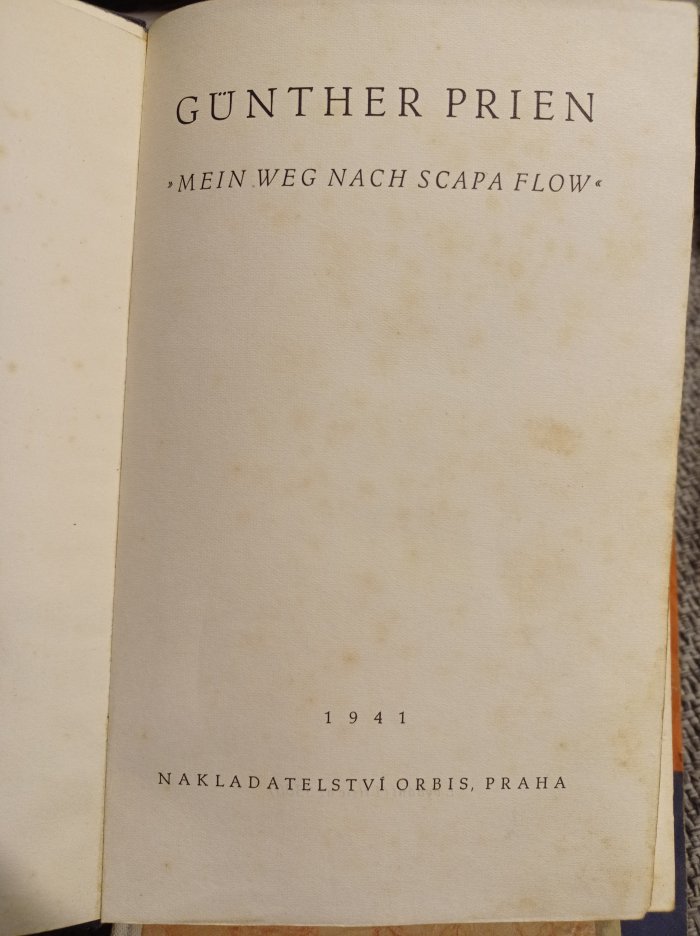 GÜNTHER PRIEN
»MEIN WEG NACH SCAPA FLOW«
1941
NAKLADATELSTVÍ ORBIS, PRAHA